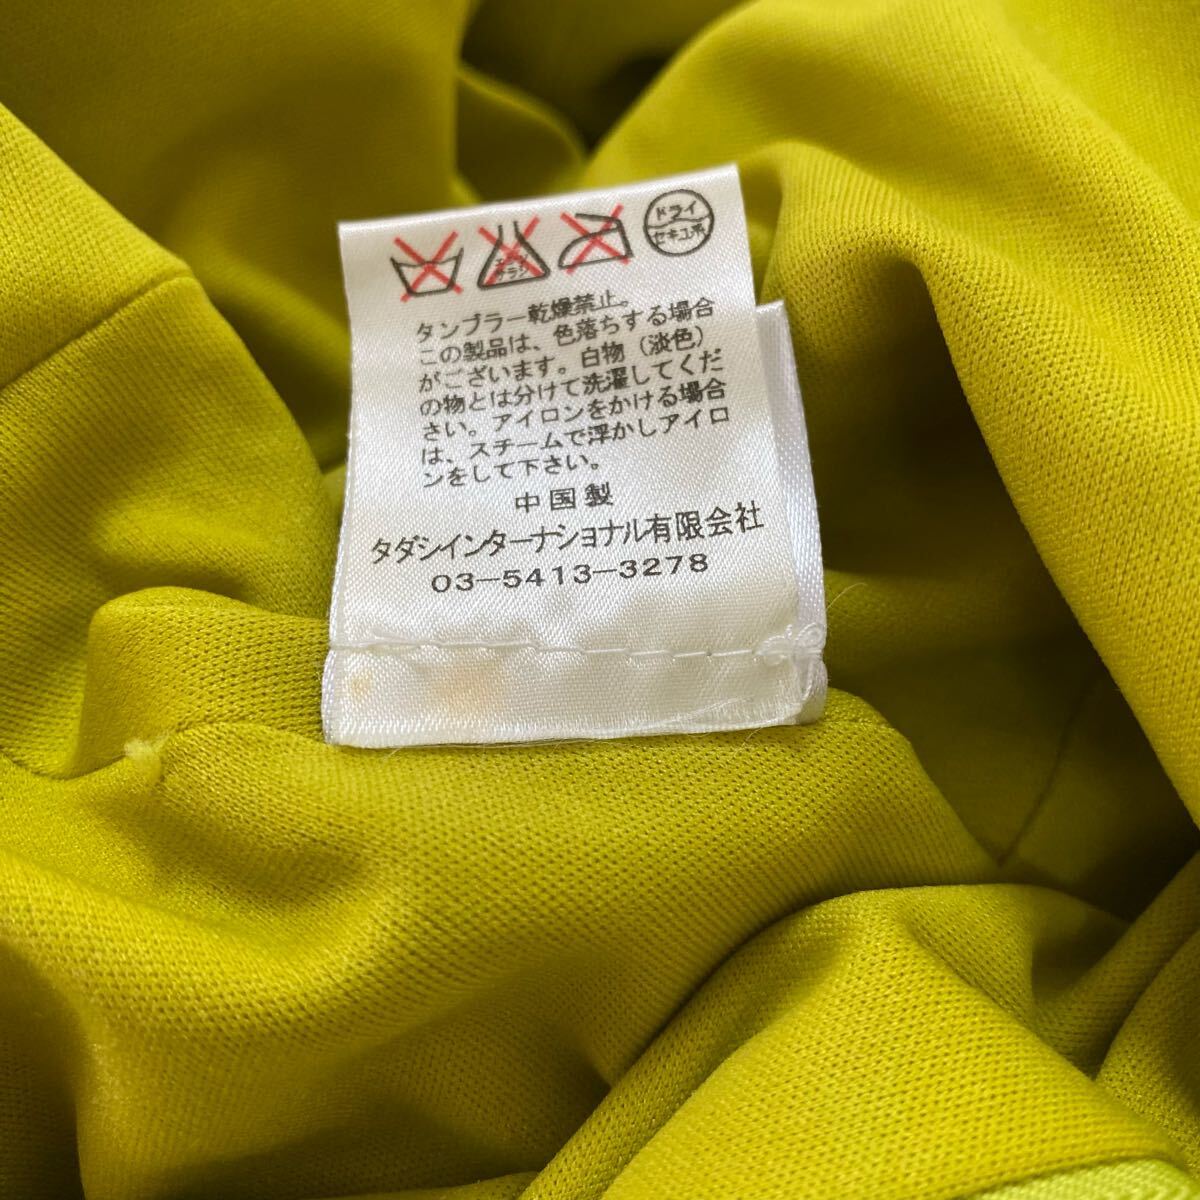 エンソ
サラシ
ドライ
セキユ系
タンブラー乾燥禁止。
この製品は、色落ちする場合
がございます。白物（淡色）
の物とは分けて洗濯してくだ
さい。アイロンをかける場合
は、スチームで浮かしアイロ
ンをして下さい。
中国製
タダシインターナショナル有限会社
03-5413-3278